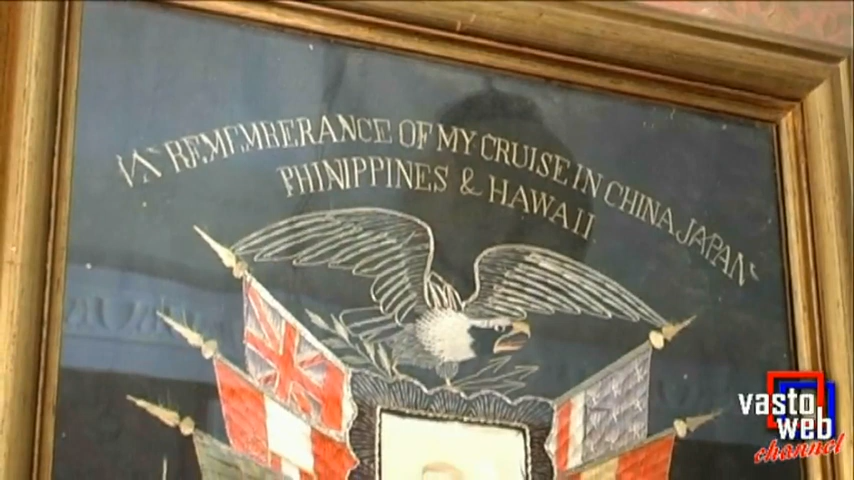 IN REMEMBERANCE OF MY CRUISE IN CHINA JAPAN
PHINIPPINES & HAWAII
vasto
web
channel